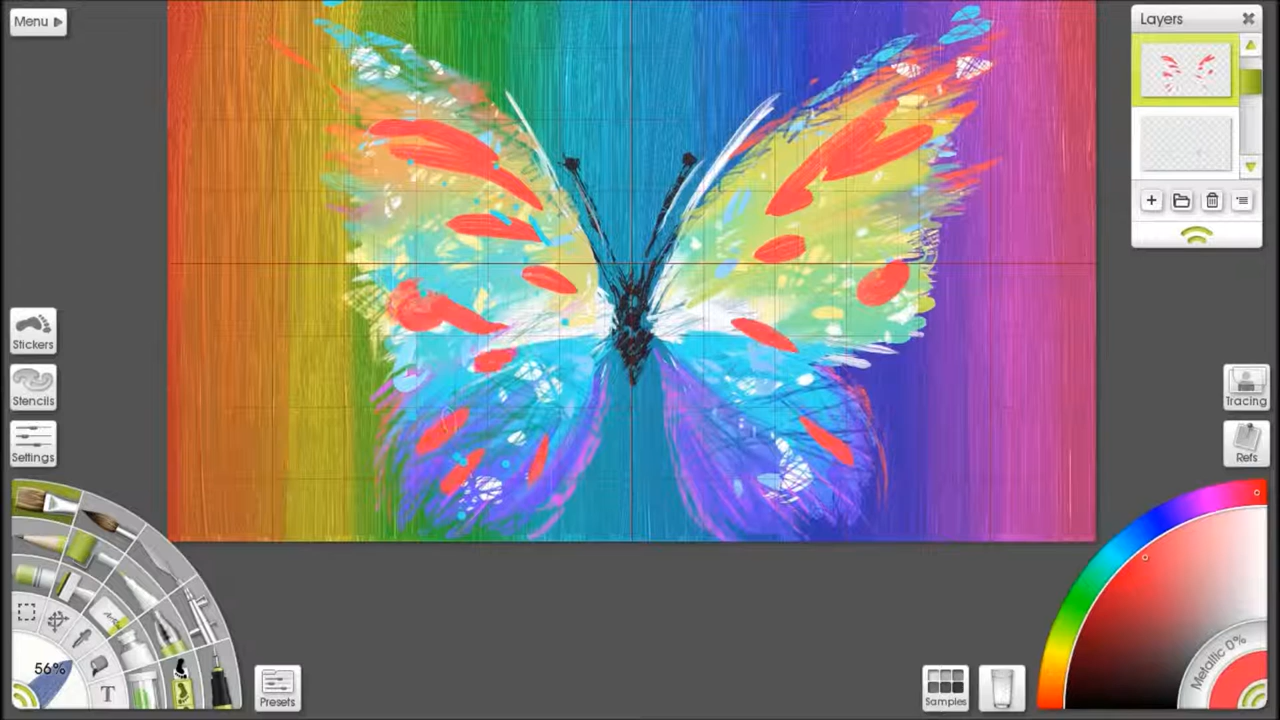 Menu
Layers
Stickers
Stencils
Settings
Tracing
Refs
56%
T
Presets
Samples
Metallic 0%